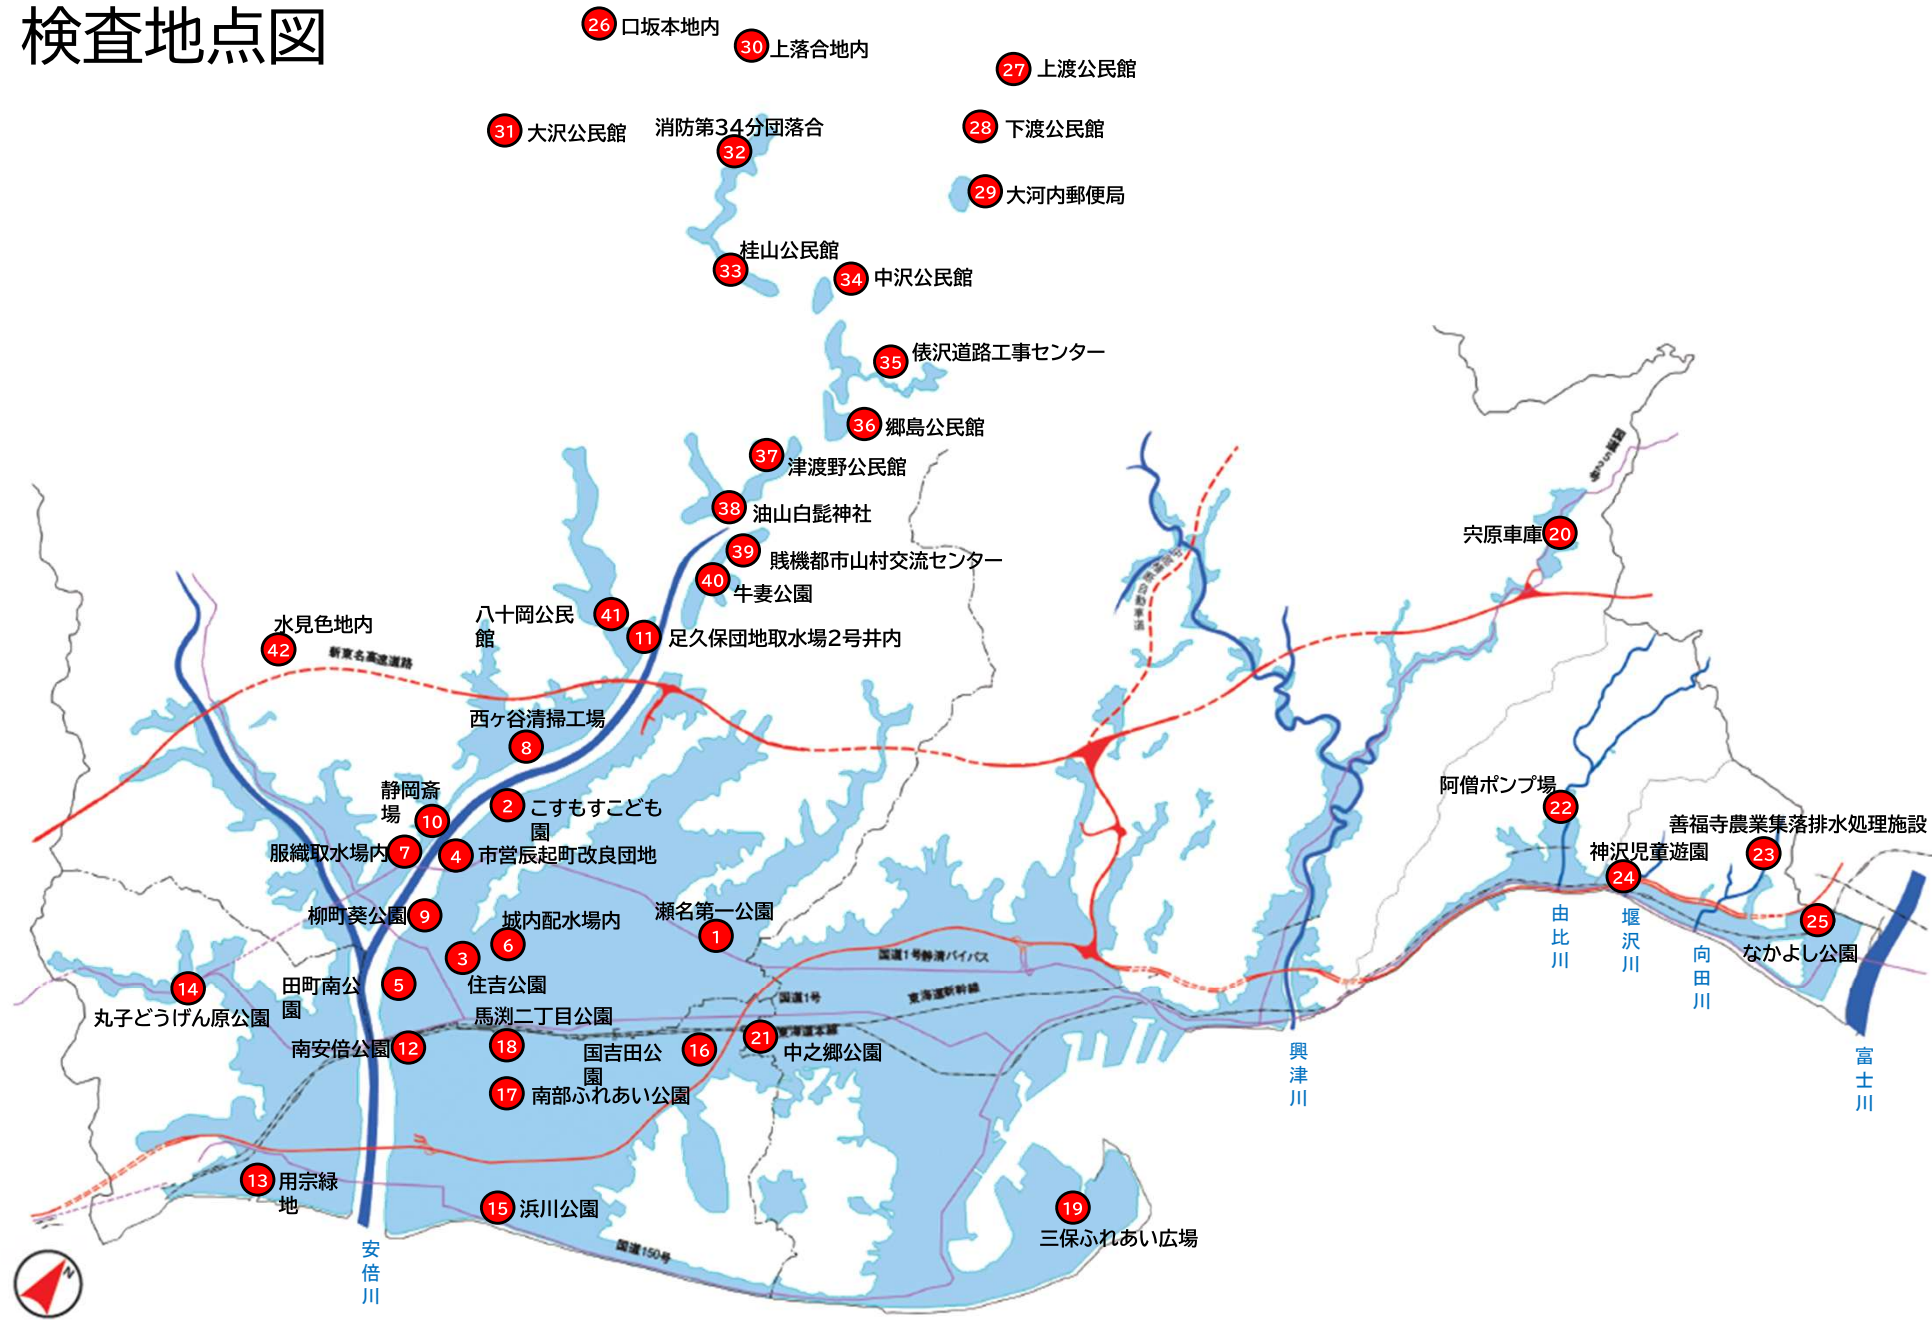 検査地点図
26 口坂本地内
30 上落合地内
27 上渡公民館
31 大沢公民館
消防第34分団落合
32
28 下渡公民館
29 大河内郵便局
桂山公民館
33
34 中沢公民館
35 俵沢道路工事センター
36 郷島公民館
37 津渡野公民館
38 油山白髭神社
39 賎機都市山村交流センター
40 牛妻公園
八十岡公民
館
41
11 足久保団地取水場2号井内
水見色地内
42
新東名高速道路
国道52号
宍原車庫 20
中部横断自動車道
西ヶ谷清掃工場
8
静岡斎
場
10
2 こすもすこども
園
服織取水場内 7
4 市営辰起町改良団地
柳町葵公園 9
城内配水場内
6
瀬名第一公園
1
3
住吉公園
田町南公
園
5
14
丸子どうげん原公園
馬渕二丁目公園
18
南安倍公園 12
国吉田公
園
16
21
中之郷公園
17 南部ふれあい公園
国道1号静清バイパス
国道1号
東海道新幹線
東海道本線
阿僧ポンプ場
22
善福寺農業集落排水処理施設
23
神沢児童遊園
24
25
なかよし公園
由比川
堰沢川
向田川
興津川
富士川
13 用宗緑
地
15 浜川公園
国道150号
19
三保ふれあい広場
安倍川
N